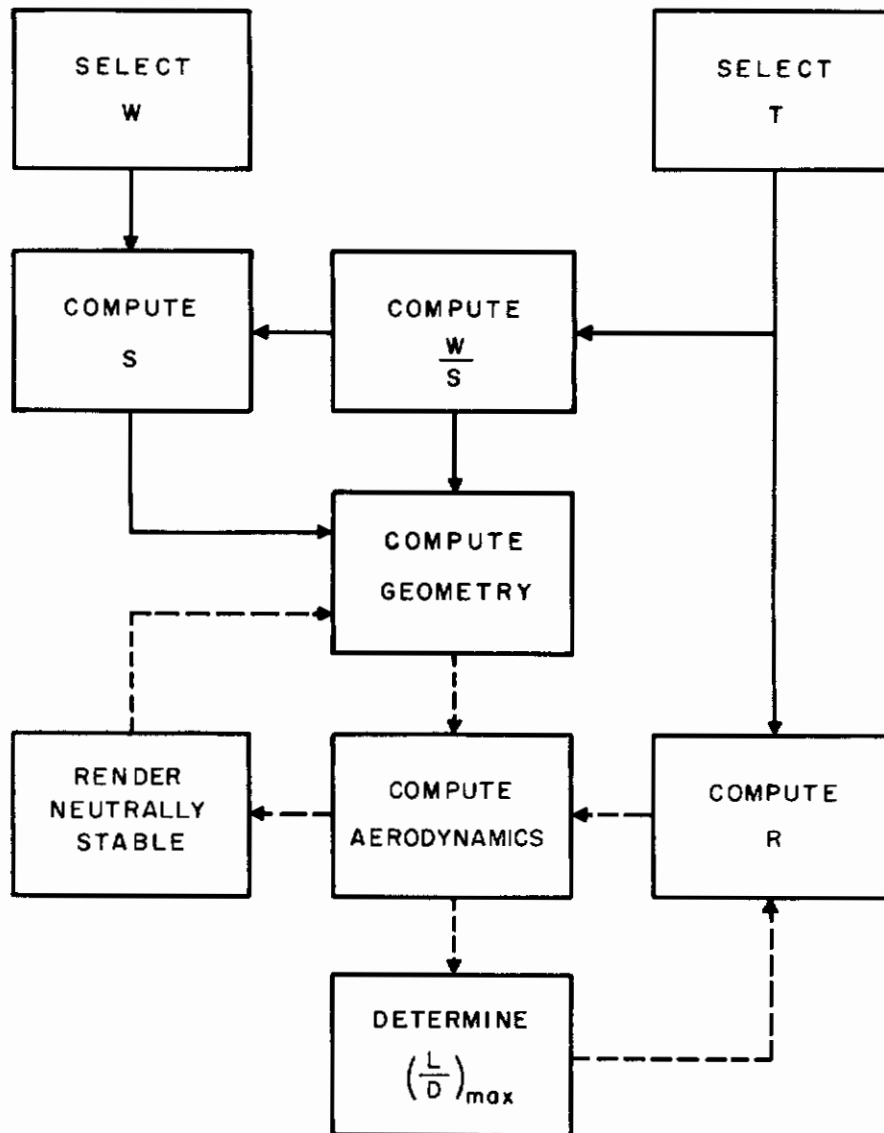 SELECT
W
SELECT
T
COMPUTE
S
COMPUTE
W
S
COMPUTE
GEOMETRY
RENDER
NEUTRALLY
STABLE
COMPUTE
AERODYNAMICS
COMPUTE
R
DETERMINE
(L/D)max